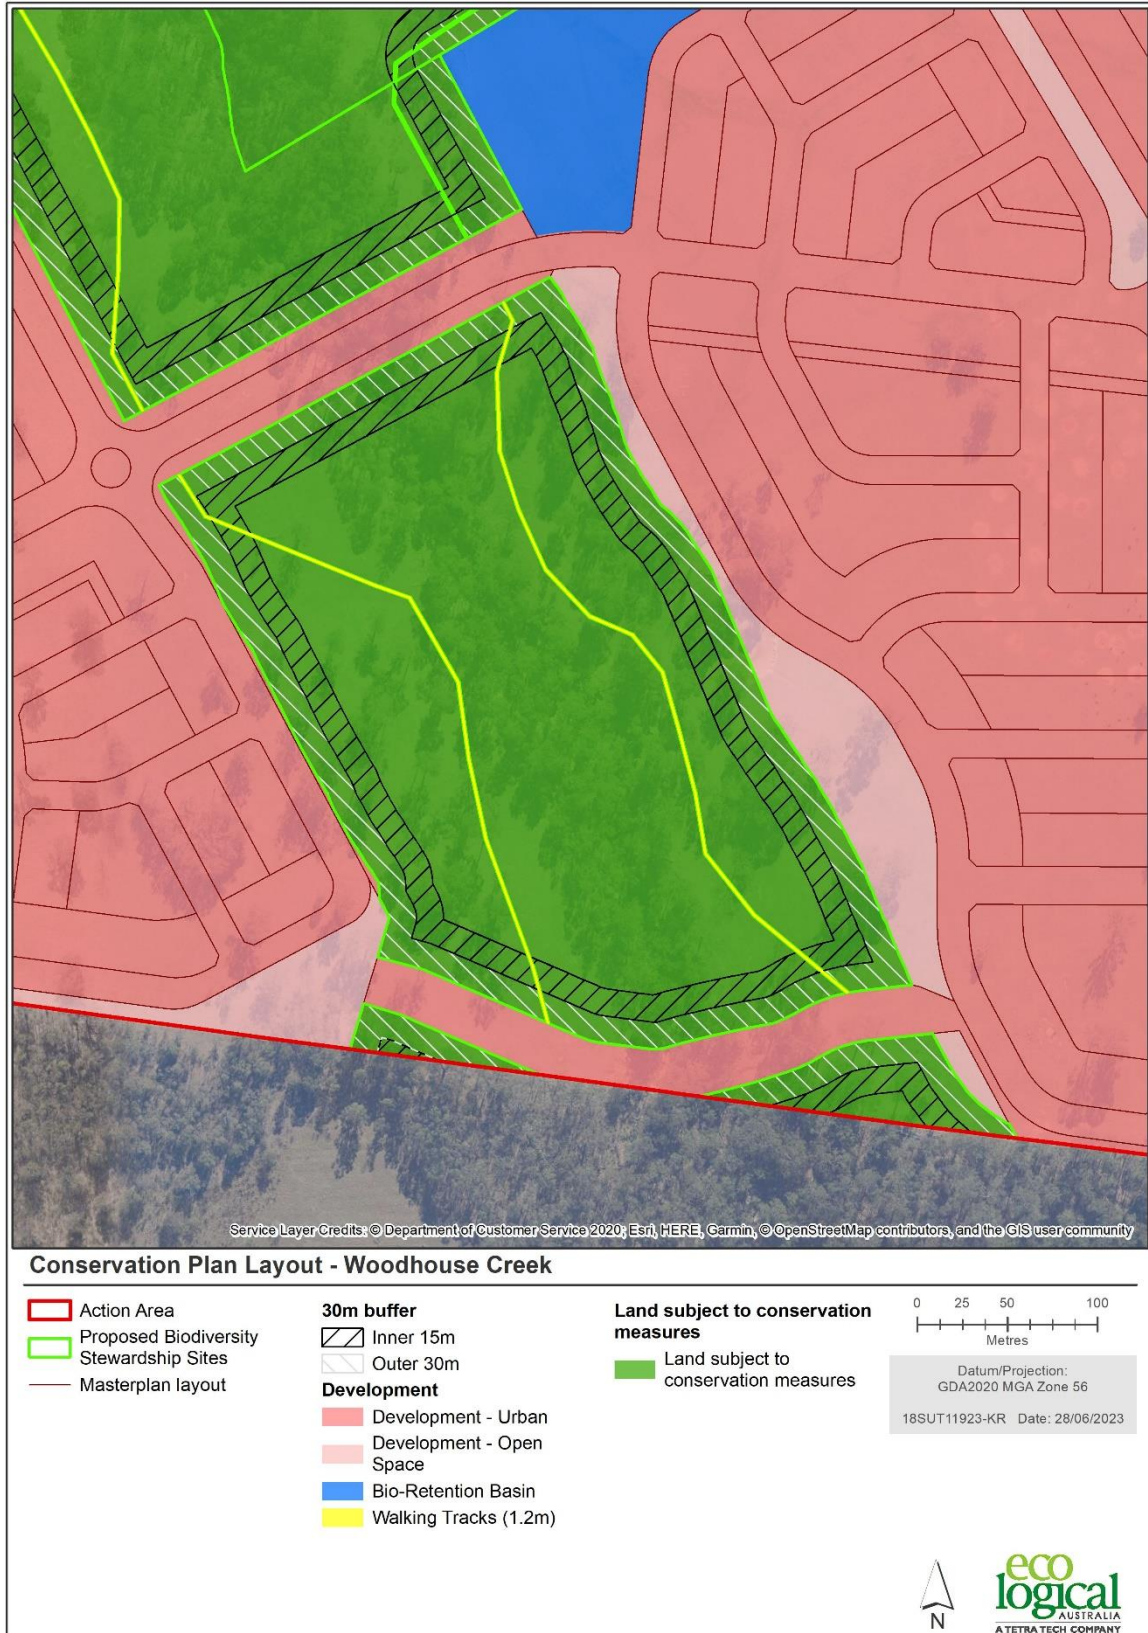 Service Layer Credits: © Department of Customer Service 2020; Esri, HERE, Garmin, © OpenStreetMap contributors, and the GIS user community
Conservation Plan Layout - Woodhouse Creek
Action Area
Proposed Biodiversity
Stewardship Sites
Masterplan layout
30m buffer
Inner 15m
Outer 30m
Development
Development - Urban
Development - Open
Space
Bio-Retention Basin
Walking Tracks (1.2m)
Land subject to conservation
measures
Land subject to
conservation measures
0 25 50 100
Metres
Datum/Projection:
GDA2020 MGA Zone 56
18SUT11923-KR Date: 28/06/2023
N
eco
logical
AUSTRALIA
A TETRA TECH COMPANY